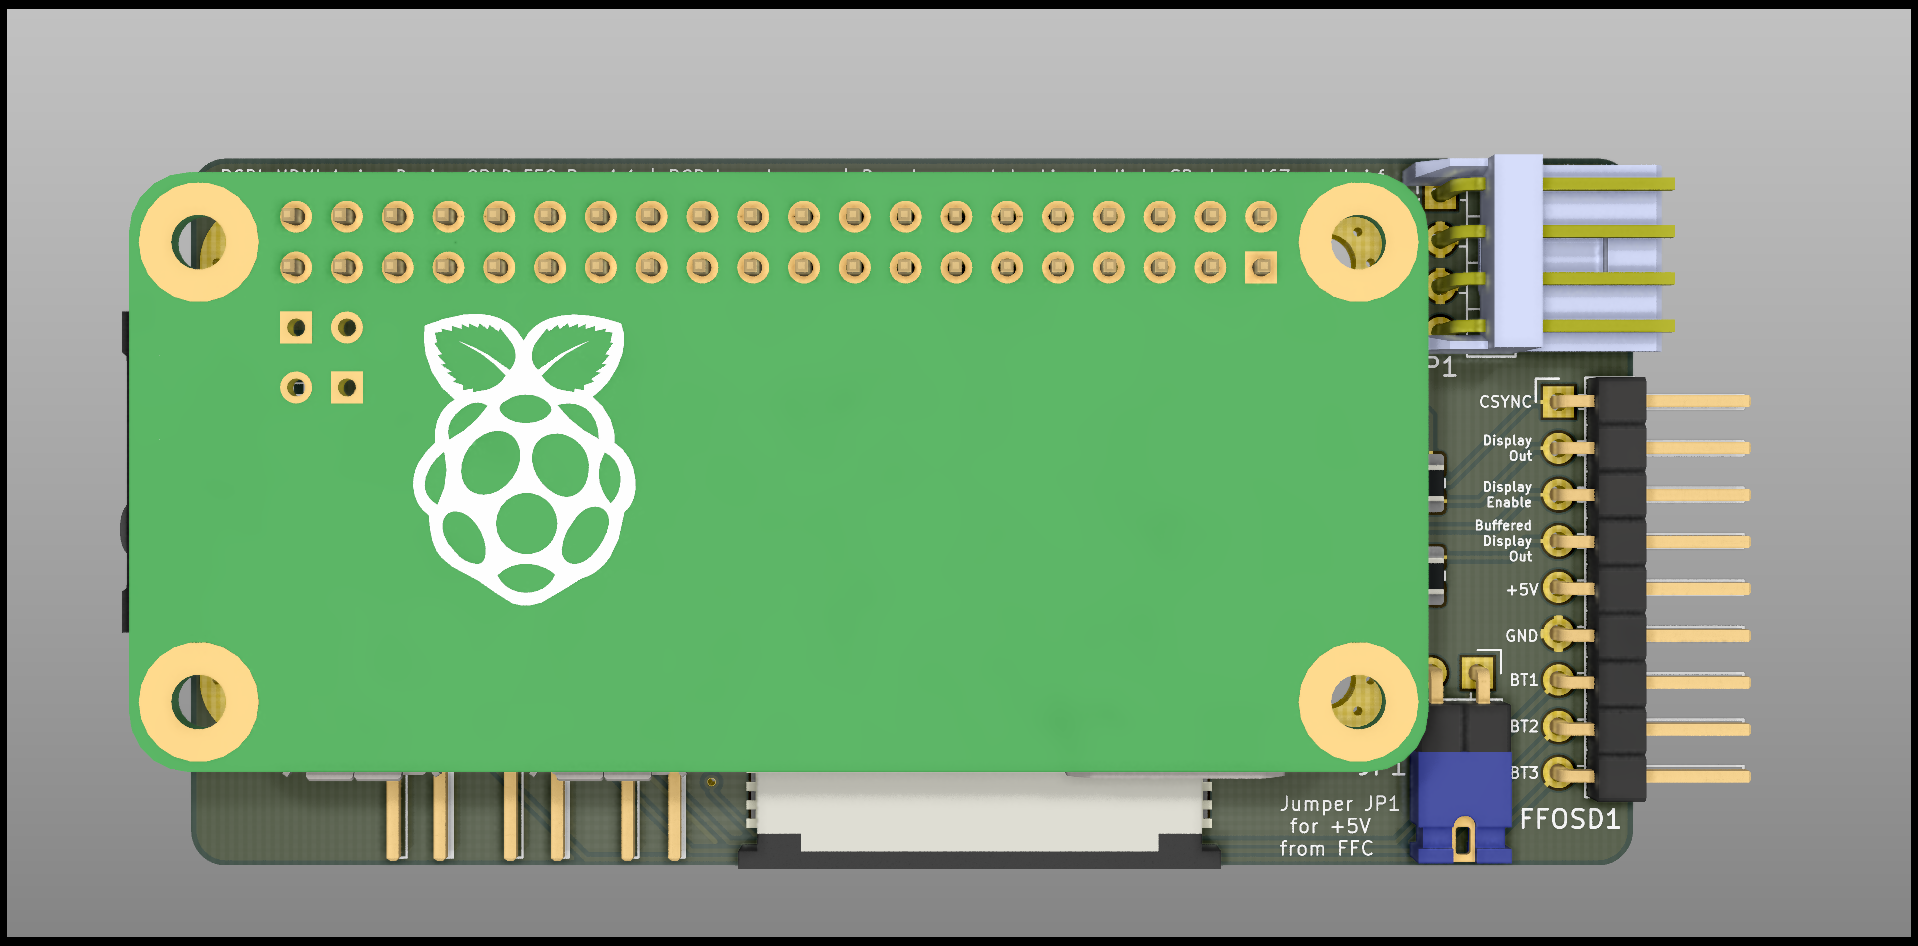 P1
CSYNC
Display
Out
Display
Enable
Buffered
Display
Out
+5V
GND
BT1
BT2
BT3
JP1
Jumper JP1
for +5V
from FFC
FFOSD1